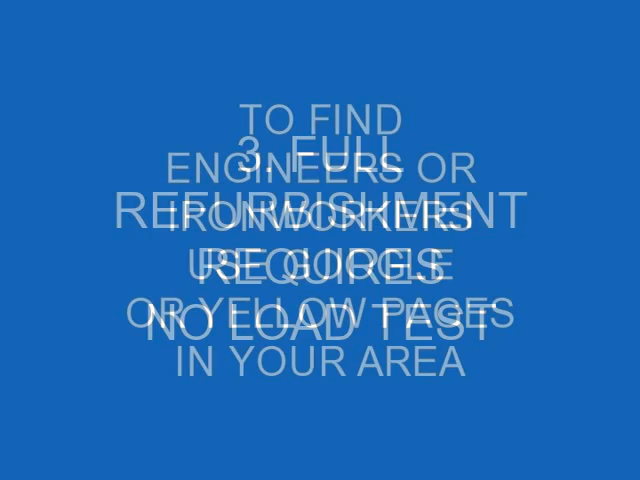 TO FIND
ENGINEERS OR
IRONWORKERS
USE GOOGLE
OR YELLOW PAGES
IN YOUR AREA
3. FULL
REFURBISHMENT
REQUIRES
NO LOAD TEST